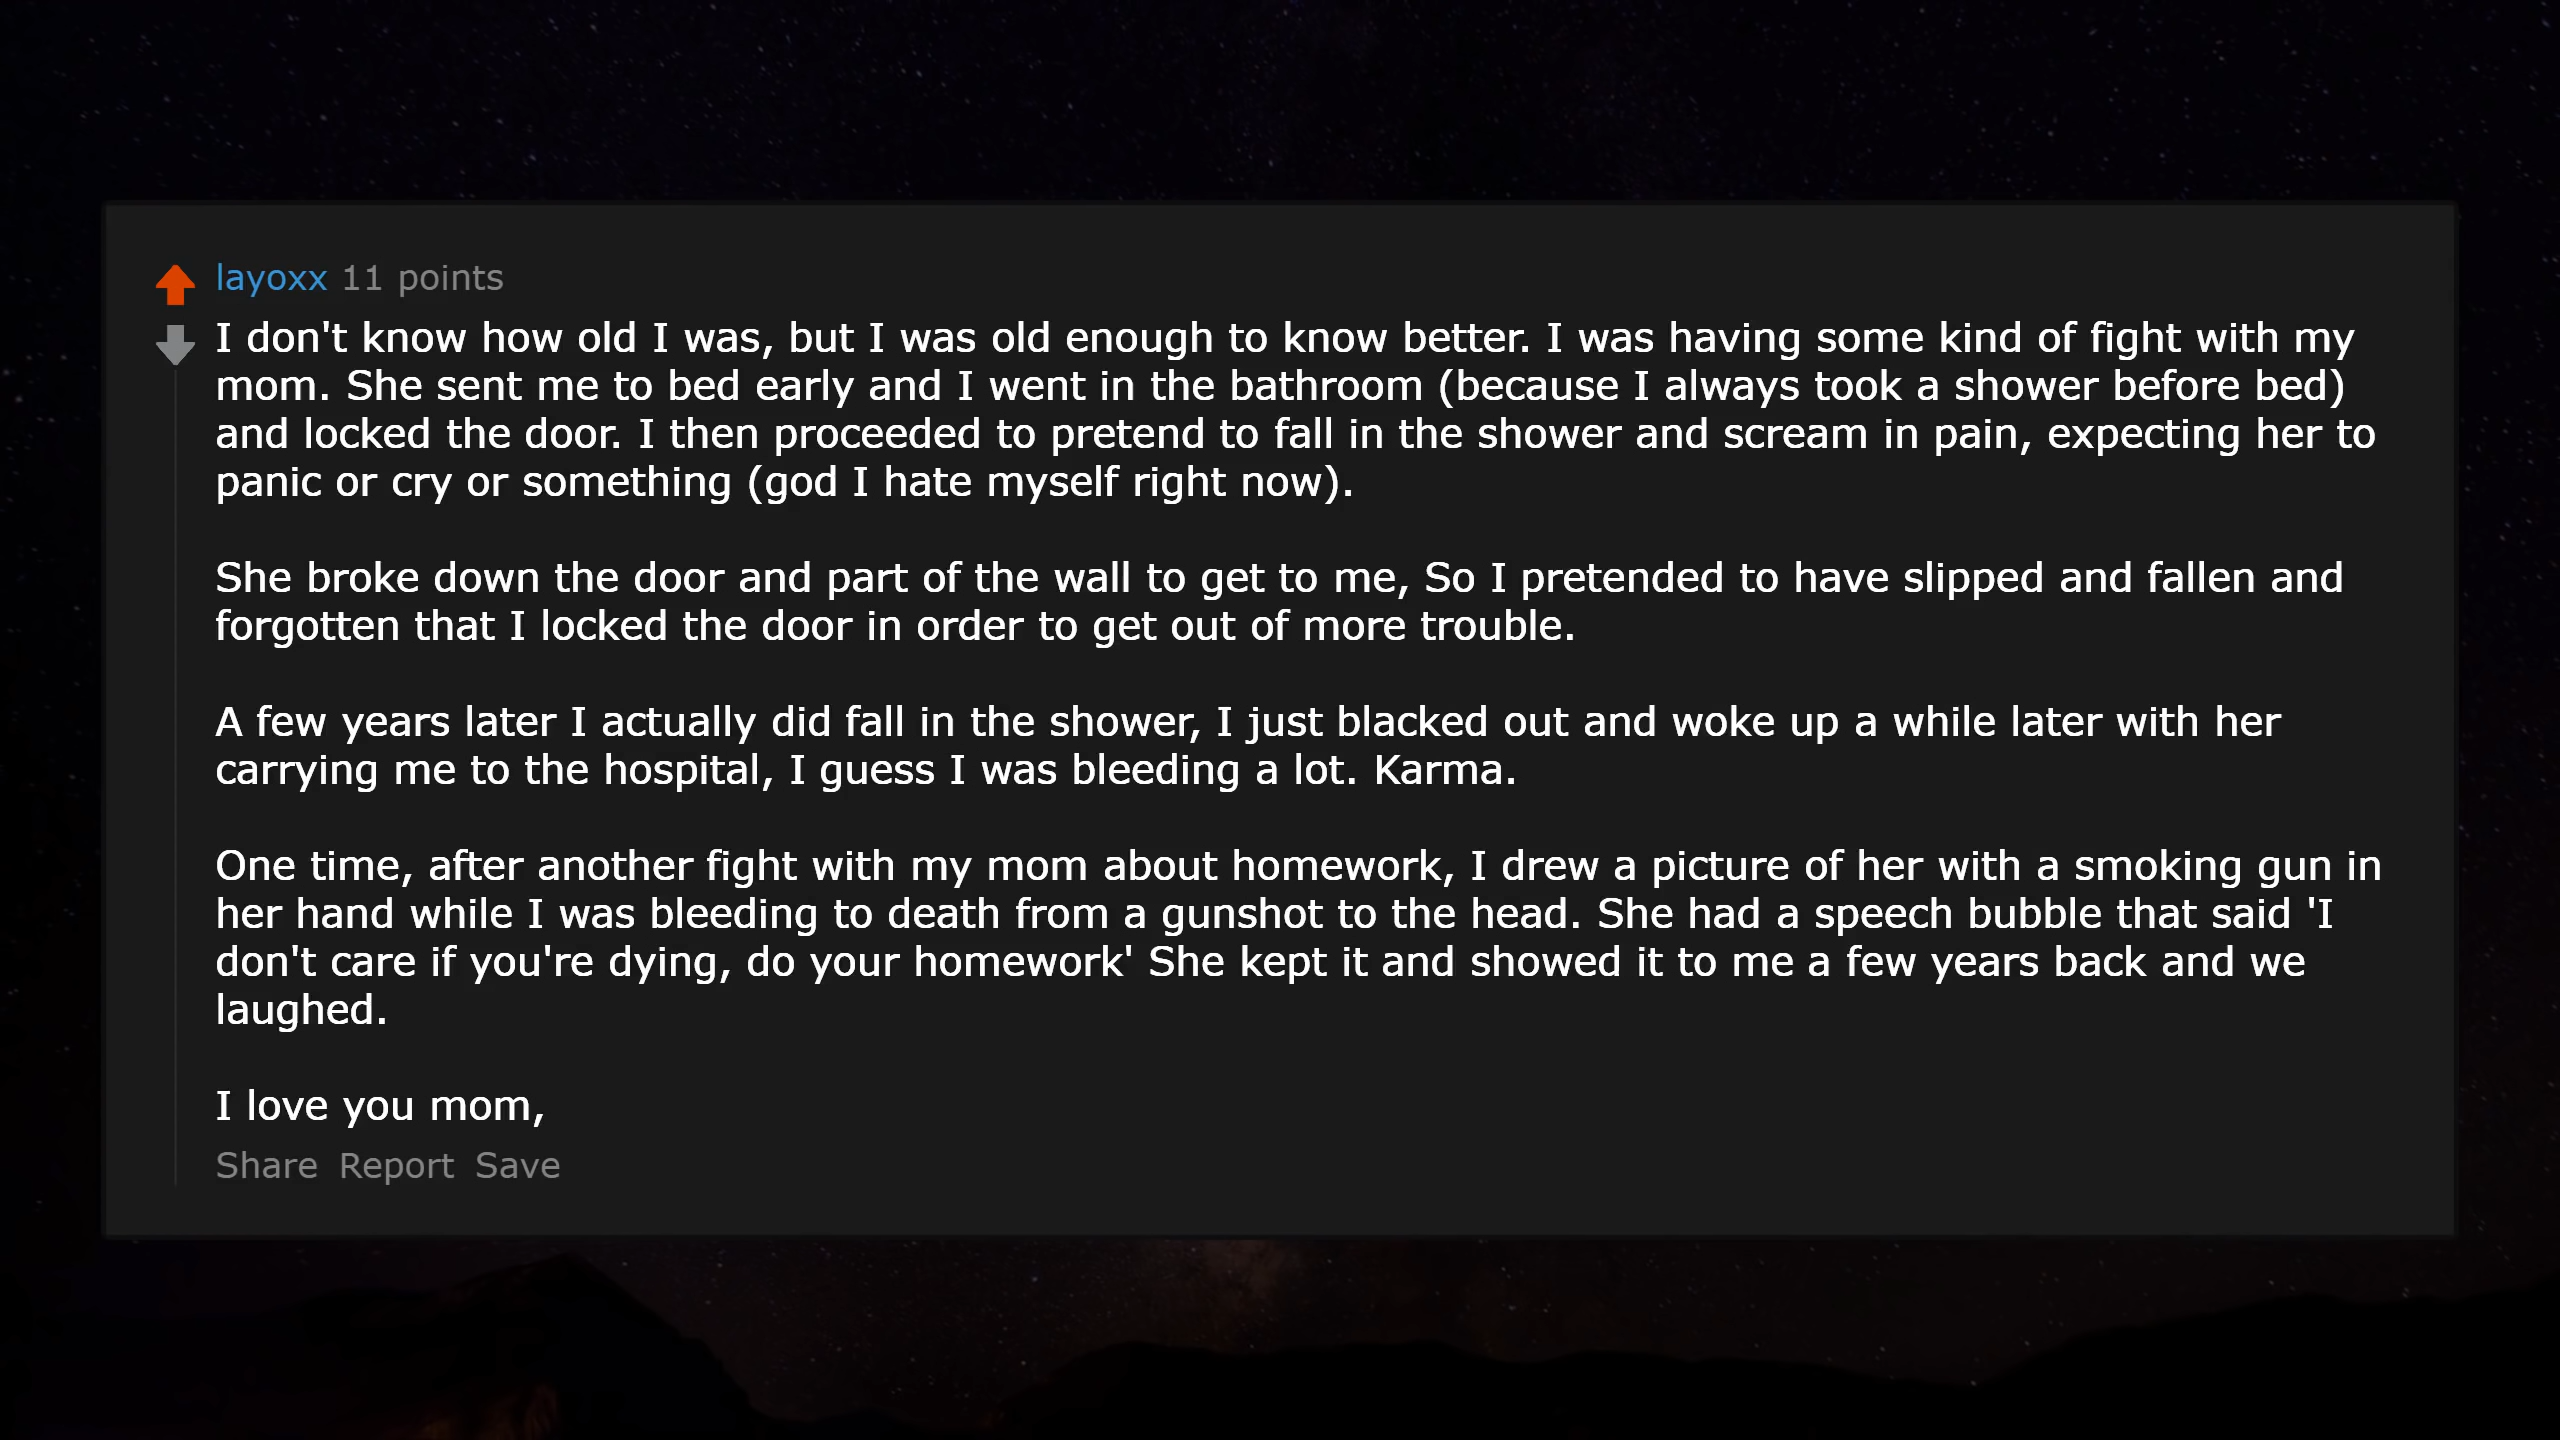 layoxx 11 points
I don't know how old I was, but I was old enough to know better. I was having some kind of fight with my
mom. She sent me to bed early and I went in the bathroom (because I always took a shower before bed)
and locked the door. I then proceeded to pretend to fall in the shower and scream in pain, expecting her to
panic or cry or something (god I hate myself right now).
She broke down the door and part of the wall to get to me, So I pretended to have slipped and fallen and
forgotten that I locked the door in order to get out of more trouble.
A few years later I actually did fall in the shower, I just blacked out and woke up a while later with her
carrying me to the hospital, I guess I was bleeding a lot. Karma.
One time, after another fight with my mom about homework, I drew a picture of her with a smoking gun in
her hand while I was bleeding to death from a gunshot to the head. She had a speech bubble that said 'I
don't care if you're dying, do your homework' She kept it and showed it to me a few years back and we
laughed.
I love you mom,
Share Report Save